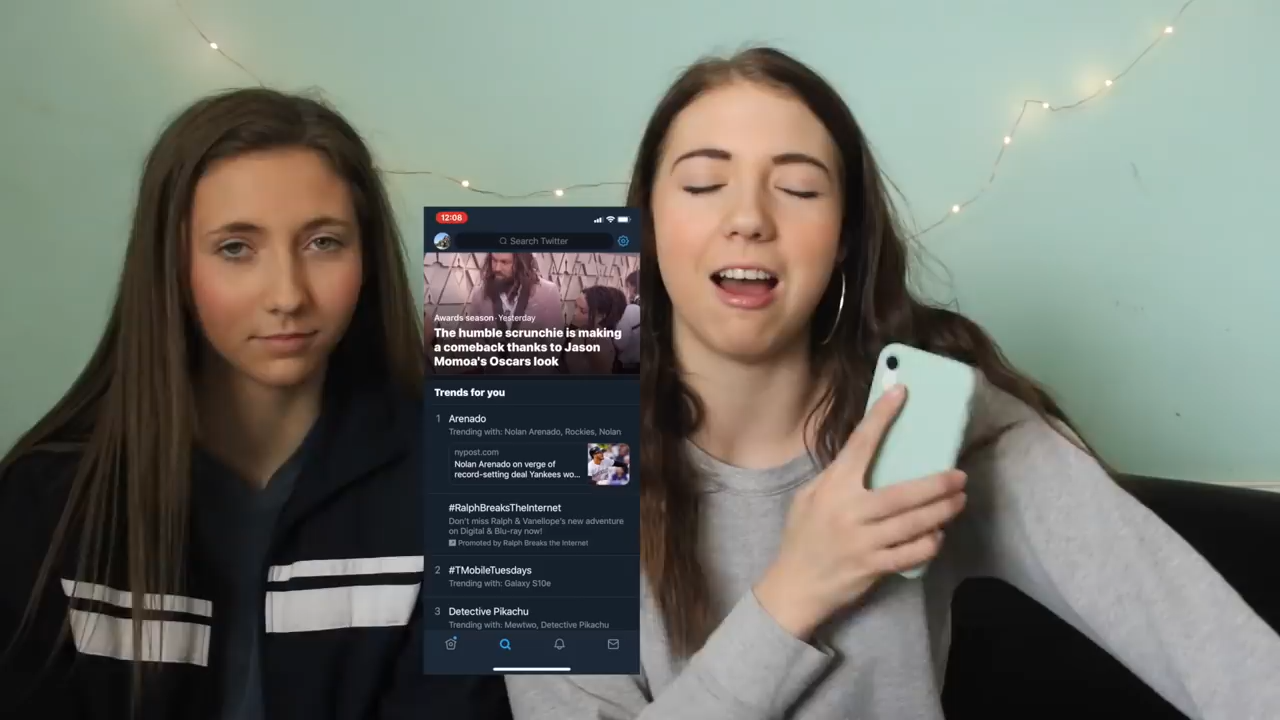 12:08
Search Twitter
Awards season · Yesterday
The humble scrunchie is making
a comeback thanks to Jason
Momoa's Oscars look
Trends for you
1 Arenado
Trending with: Nolan Arenado, Rockies, Nolan
nypost.com
Nolan Arenado on verge of
record-setting deal Yankees wo...
#RalphBreaksTheInternet
Don't miss Ralph & Vanellope's new adventure
on Digital & Blu-ray now!
Promoted by Ralph Breaks the Internet
2 #TMobileTuesdays
Trending with: Galaxy S10e
3 Detective Pikachu
Trending with: Mewtwo, Detective Pikachu